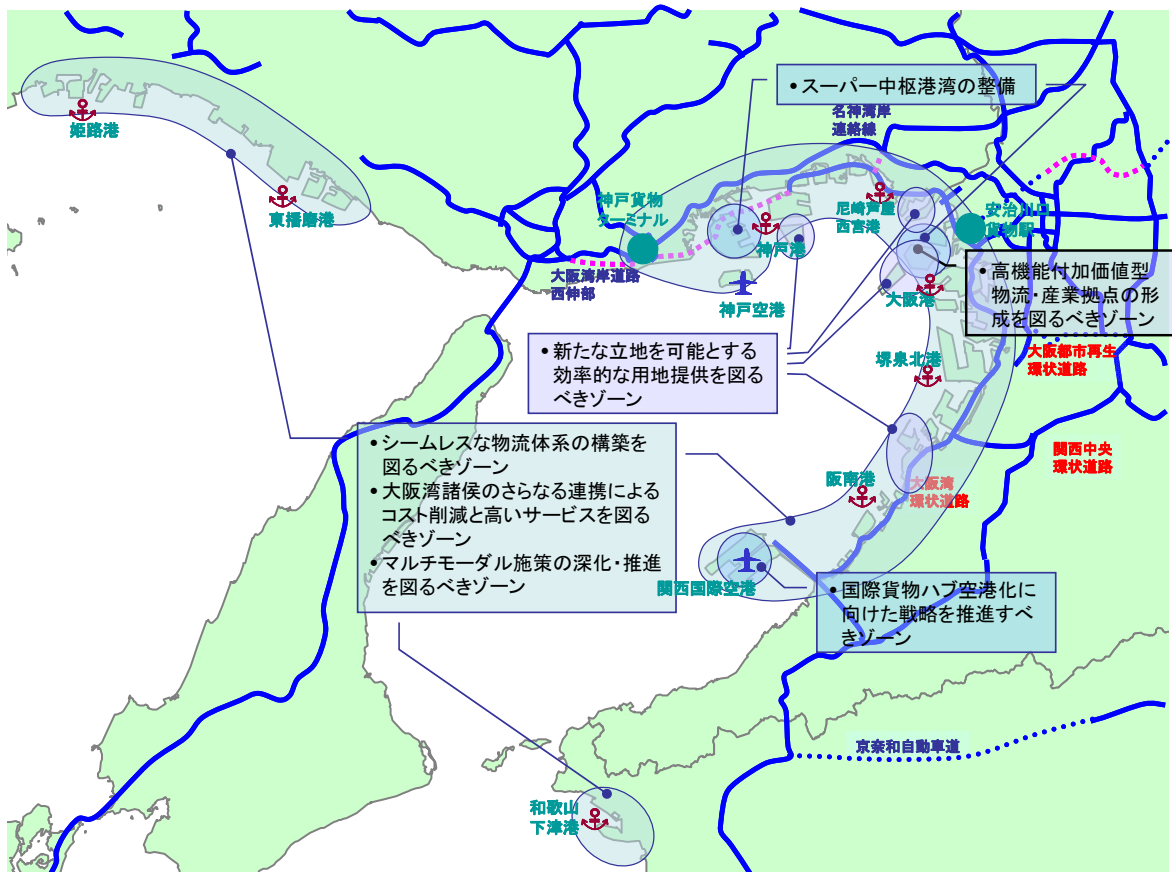 •スーパー中枢港湾の整備
名神湾岸
連絡線
姫路港
東播磨港
神戸貨物
ターミナル
神戸港
尼崎芦屋
西宮港
安治川口
貨物駅
大阪湾岸道路
西伸部
神戸空港
大阪港
•高機能付加価値型
物流・産業拠点の形
成を図るべきゾーン
•新たな立地を可能とする
効率的な用地提供を図る
べきゾーン
大阪都市再生
環状道路
堺泉北港
•シームレスな物流体系の構築を
図るべきゾーン
•大阪湾諸侯のさらなる連携による
コスト削減と高いサービスを図る
べきゾーン
•マルチモーダル施策の深化・推進
を図るべきゾーン
関西中央
環状道路
阪南港
大阪湾
環状道路
関西国際空港
•国際貨物ハブ空港化に
向けた戦略を推進すべ
きゾーン
京奈和自動車道
和歌山
下津港